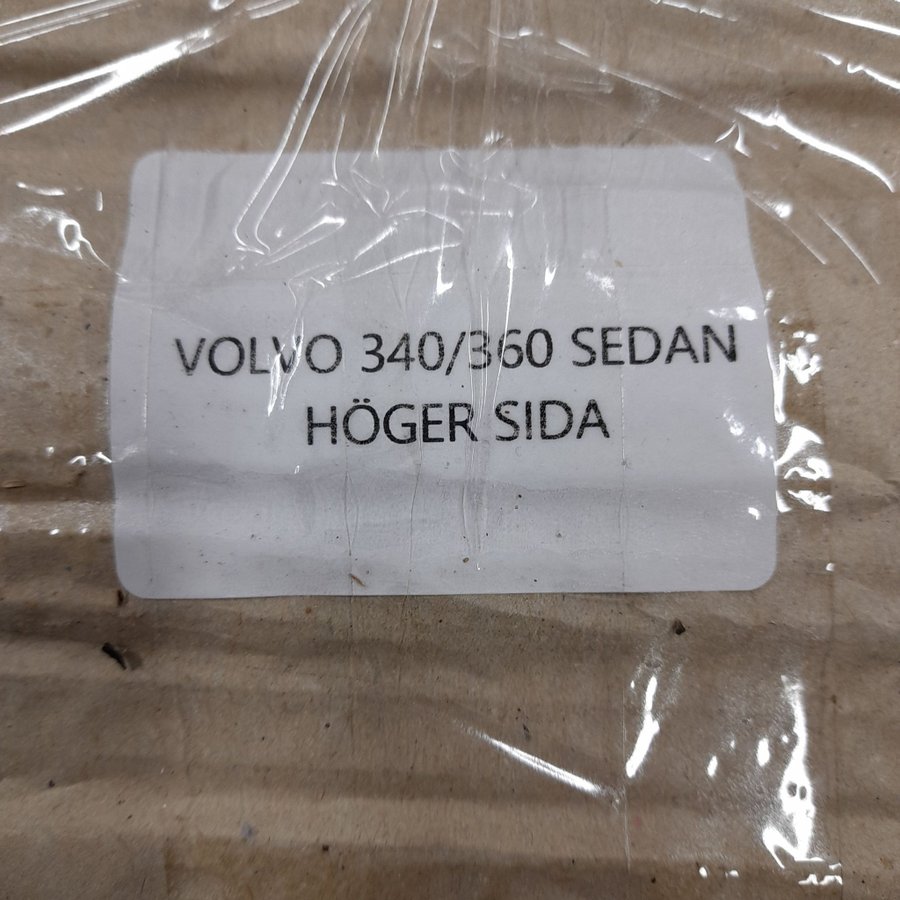 VOLVO 340/360 SEDAN
HÖGER SIDA